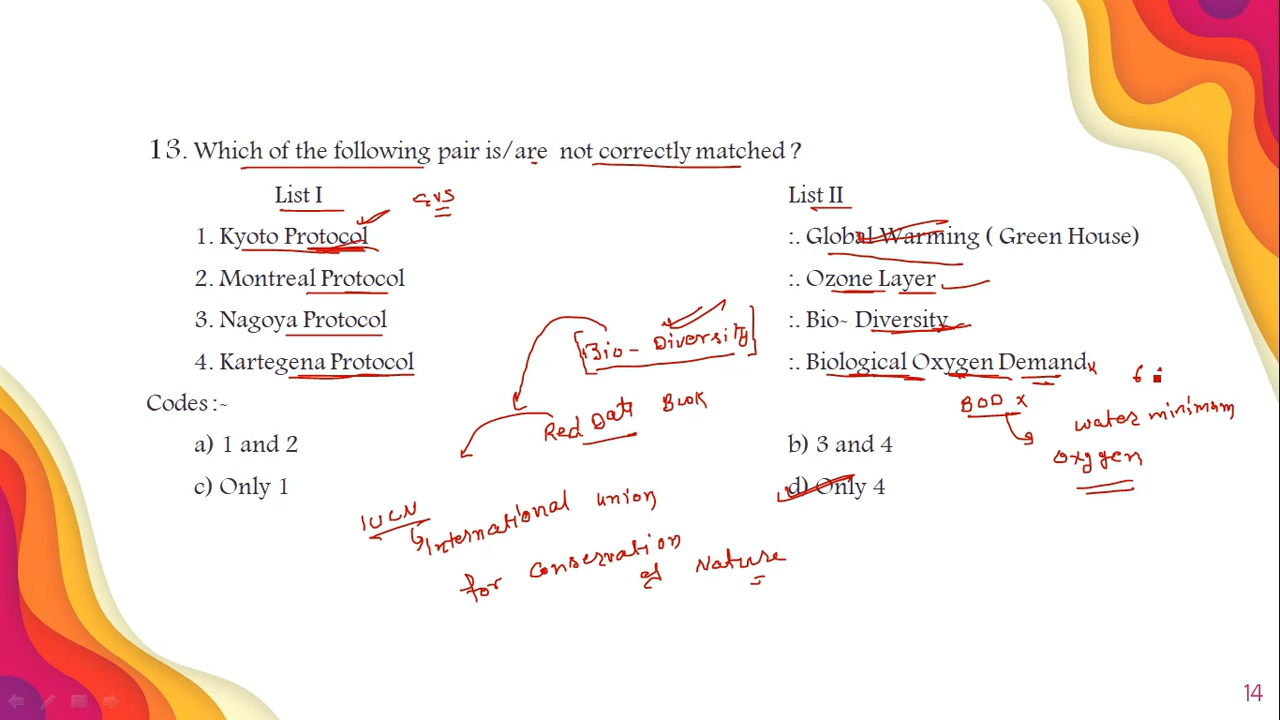 13. Which of the following pair is/are not correctly matched ?
List I
List II
1. Kyoto Protocol
:. Global Warming ( Green House)
2. Montreal Protocol
:. Ozone Layer
3. Nagoya Protocol
:. Bio- Diversity
4. Kartegena Protocol
:. Biological Oxygen Demand
Bio - Diversity
Red Data Book
BOD x
water minimum
oxygen
Codes :-
a) 1 and 2
b) 3 and 4
c) Only 1
d) Only 4
IUCN
International union
for conservation
of Nature
14